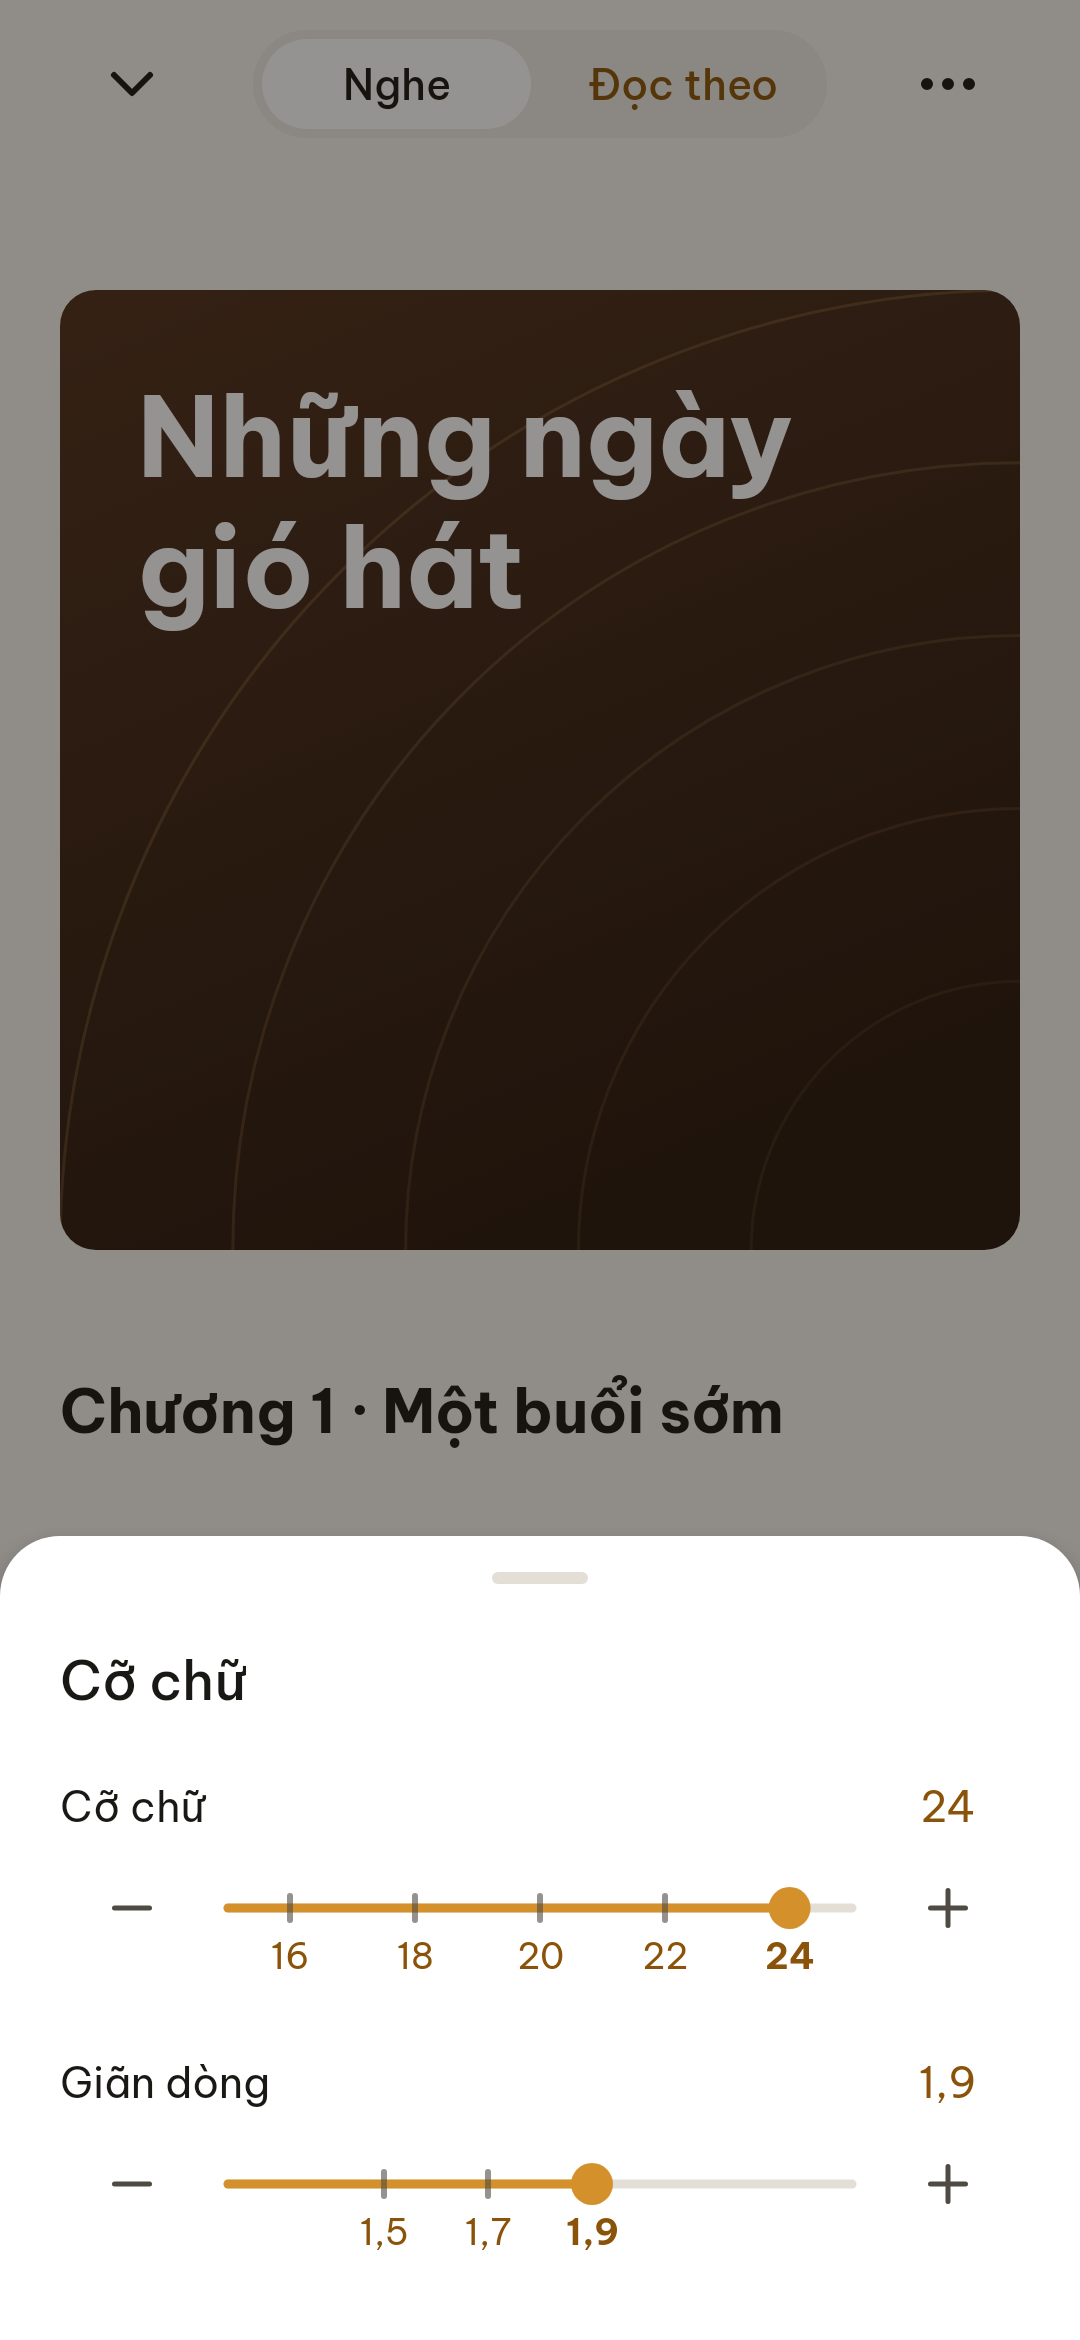 Nghe Đọc theo
Những ngày
gió hát
Chương 1 · Một buổi sớm
Cỡ chữ
Cỡ chữ 24
16 18 20 22 24
Giãn dòng 1,9
1,5 1,7 1,9